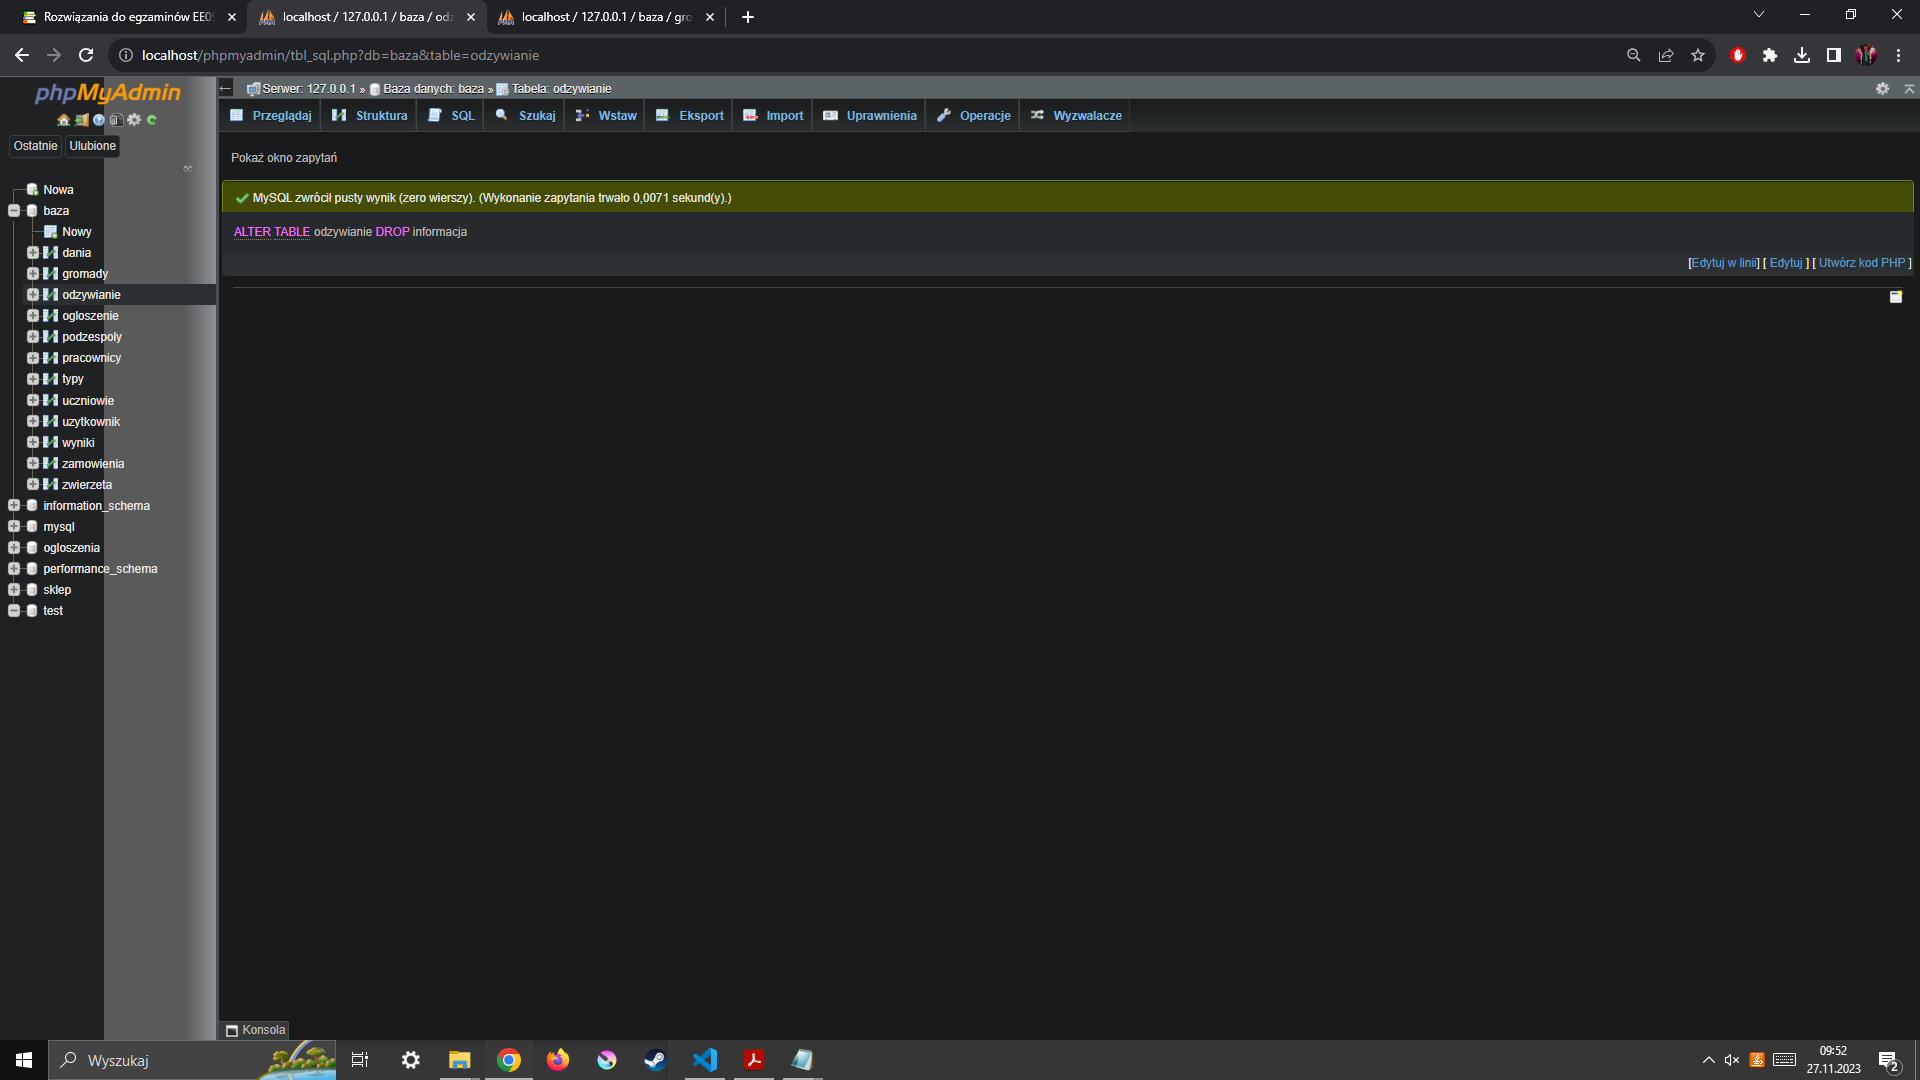 Rozwiązania do egzaminów EE09
localhost / 127.0.0.1 / baza / odz
localhost / 127.0.0.1 / baza / gro
localhost/phpmyadmin/tbl_sql.php?db=baza&table=odzywianie
phpMyAdmin
Ostatnie
Ulubione
Nowa
baza
Nowy
dania
gromady
odzywianie
ogloszenie
podzespoly
pracownicy
typy
uczniowie
uzytkownik
wyniki
zamowienia
zwierzeta
information_schema
mysql
ogloszenia
performance_schema
sklep
test
Serwer: 127.0.0.1 » Baza danych: baza » Tabela: odzywianie
Przeglądaj Struktura SQL Szukaj Wstaw Eksport Import Uprawnienia Operacje Wyzwalacze
Pokaż okno zapytań
MySQL zwrócił pusty wynik (zero wierszy). (Wykonanie zapytania trwało 0,0071 sekund(y).)
ALTER TABLE odzywianie DROP informacja
[Edytuj w linii] [ Edytuj ] [ Utwórz kod PHP ]
Konsola
Wyszukaj
09:52
27.11.2023
2